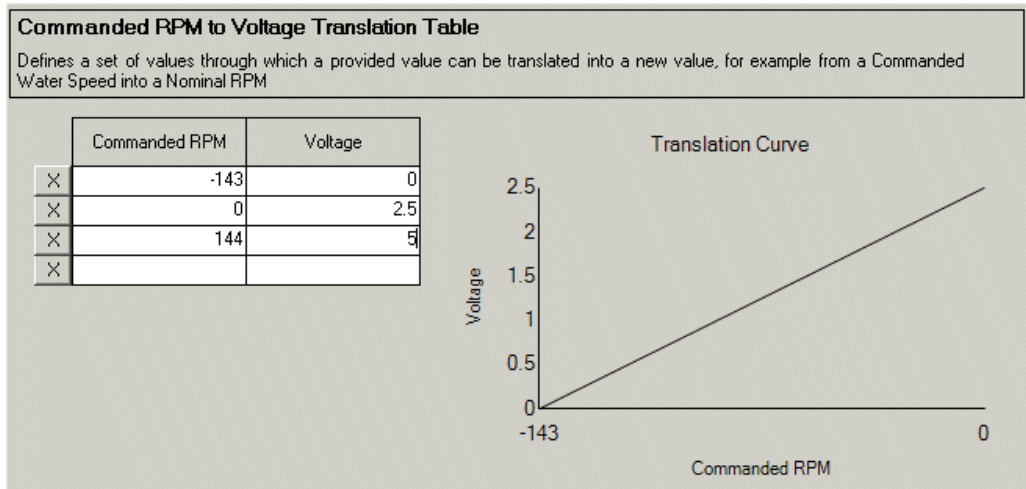 Commanded RPM to Voltage Translation Table
Defines a set of values through which a provided value can be translated into a new value, for example from a Commanded
Water Speed into a Nominal RPM
Commanded RPM Voltage
X -143 0
X 0 2.5
X 144 5
X
Translation Curve
2.5
2
1.5
1
0.5
0
Voltage
-143 0
Commanded RPM